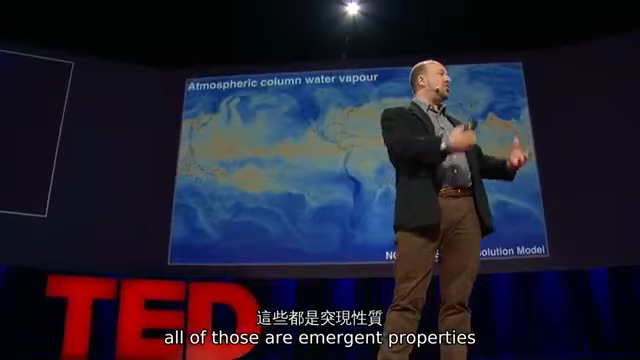 Atmospheric column water vapour
olution Model
TED
這些都是突現性質
all of those are emergent properties